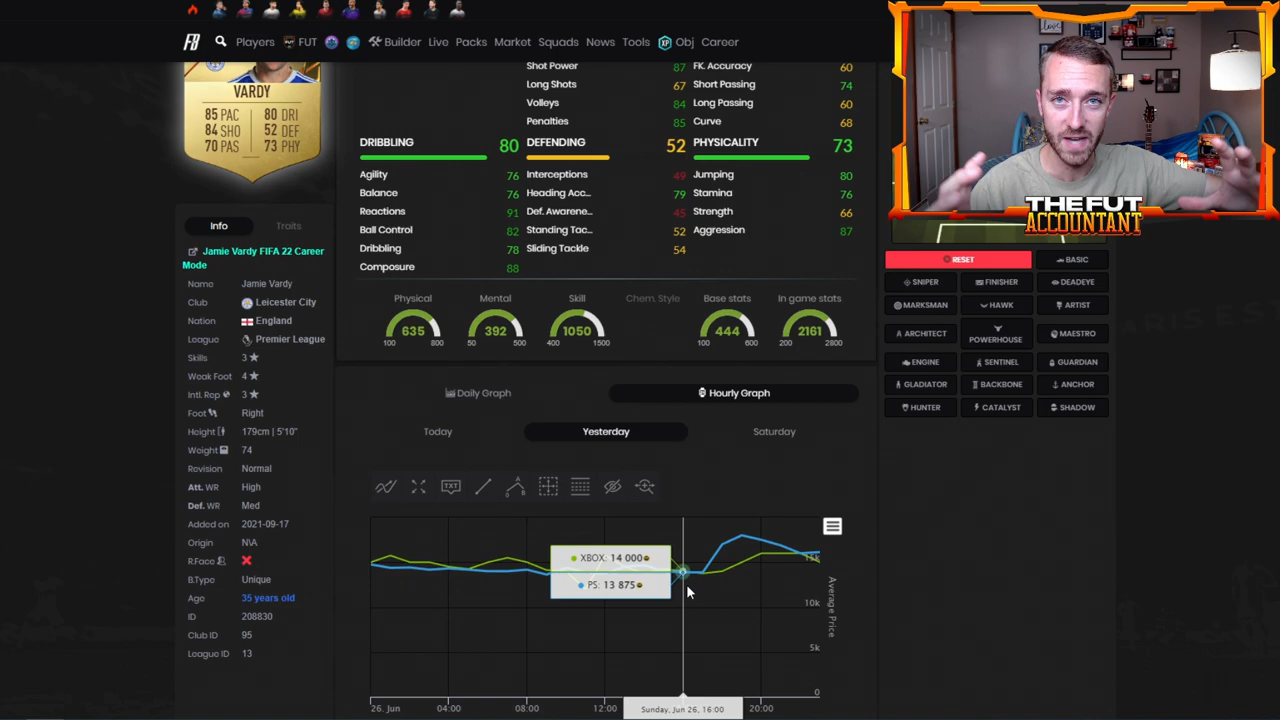 F8 Players FUT Builder Live Packs Market Squads News Tools XP Obj Career
VARDY
85 PAC 80 DRI
84 SHO 52 DEF
70 PAS 73 PHY
Shot Power 87
Long Shots 67
Volleys 84
Penalties 85
FK. Accuracy 60
Short Passing 74
Long Passing 60
Curve 68
DRIBBLING 80
Agility 76
Balance 76
Reactions 91
Ball Control 82
Dribbling 78
Composure 88
DEFENDING 52
Interceptions 49
Heading Acc... 79
Def. Awarene... 45
Standing Tac... 52
Sliding Tackle 54
PHYSICALITY 73
Jumping 80
Stamina 76
Strength 66
Aggression 87
Info Traits
Jamie Vardy FIFA 22 Career
Mode
Name Jamie Vardy
Club Leicester City
Nation England
League Premier League
Skills 3
Weak Foot 4
Intl. Rep 3
Foot Right
Height 179cm | 5'10"
Weight 74
Revision Normal
Att. WR High
Def. WR Med
Added on 2021-09-17
Origin N\A
R.Face
B.Type Unique
Age 35 years old
ID 208830
Club ID 95
League ID 13
Physical Mental Skill Chem. Style Base stats In game stats
635 392 1050 444 2161
100 800 50 500 400 1500 100 600 200 2800
Daily Graph Hourly Graph
Today Yesterday Saturday
TXT
XBOX: 14 000
PS: 13 875
15k
10k
5k
0
Average Price
26. Jun 04:00 08:00 12:00 Sunday, Jun 26, 16:00 20:00
THE FUT
ACCOUNTANT
RESET BASIC
SNIPER FINISHER DEADEYE
MARKSMAN HAWK ARTIST
ARCHITECT POWERHOUSE MAESTRO
ENGINE SENTINEL GUARDIAN
GLADIATOR BACKBONE ANCHOR
HUNTER CATALYST SHADOW